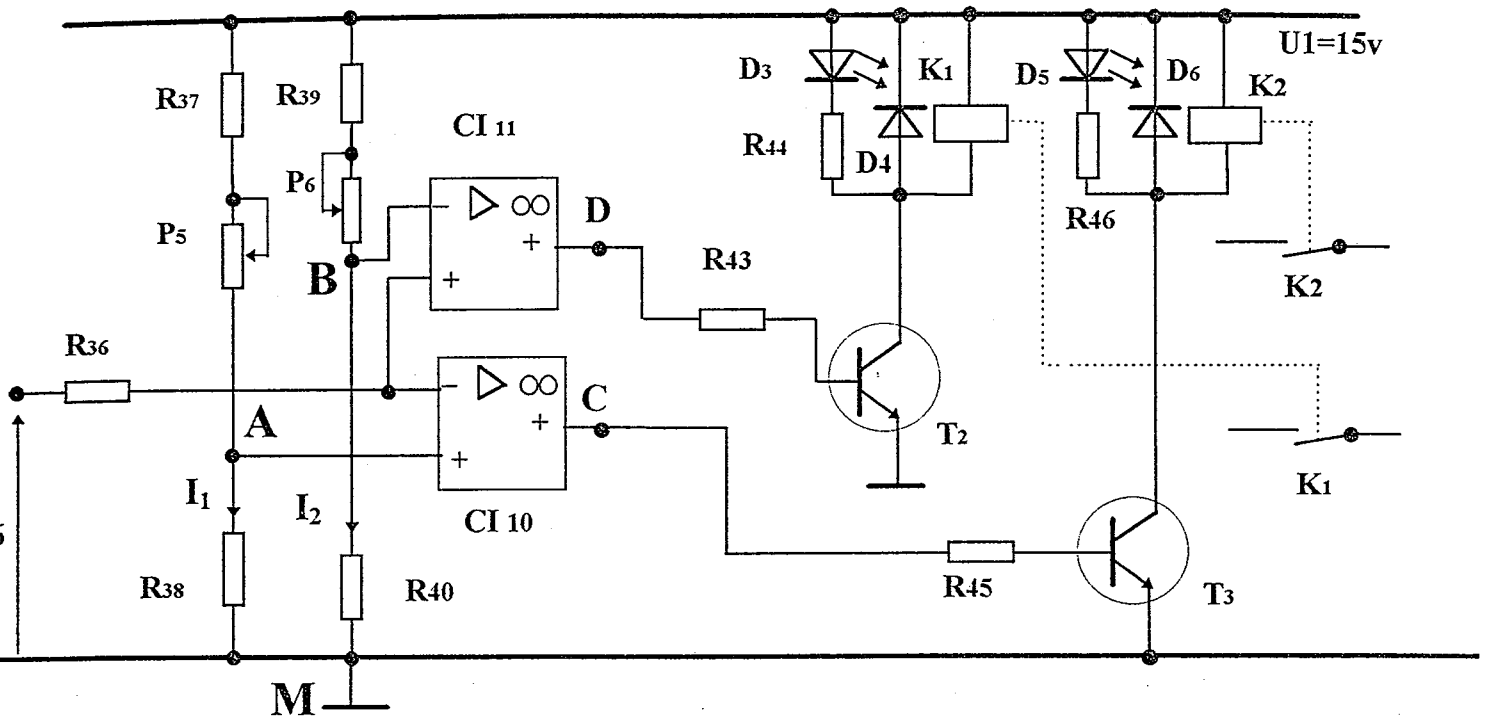 U1=15v
D3
K1
D5
D6
K2
R37
R39
CI 11
R44
D4
P6
− ▷ ∞
+
D
R46
P5
B
+
R43
K2
R36
− ▷ ∞
+
C
A
+
T2
K1
I1
I2
CI 10
R38
R40
R45
T3
M